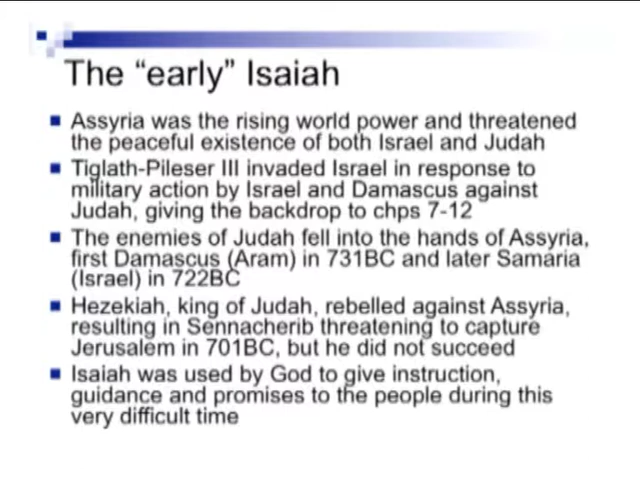 The “early” Isaiah
Assyria was the rising world power and threatened
the peaceful existence of both Israel and Judah
Tiglath-Pileser III invaded Israel in response to
military action by Israel and Damascus against
Judah, giving the backdrop to chps 7-12
The enemies of Judah fell into the hands of Assyria,
first Damascus (Aram) in 731BC and later Samaria
(Israel) in 722BC
Hezekiah, king of Judah, rebelled against Assyria,
resulting in Sennacherib threatening to capture
Jerusalem in 701BC, but he did not succeed
Isaiah was used by God to give instruction,
guidance and promises to the people during this
very difficult time